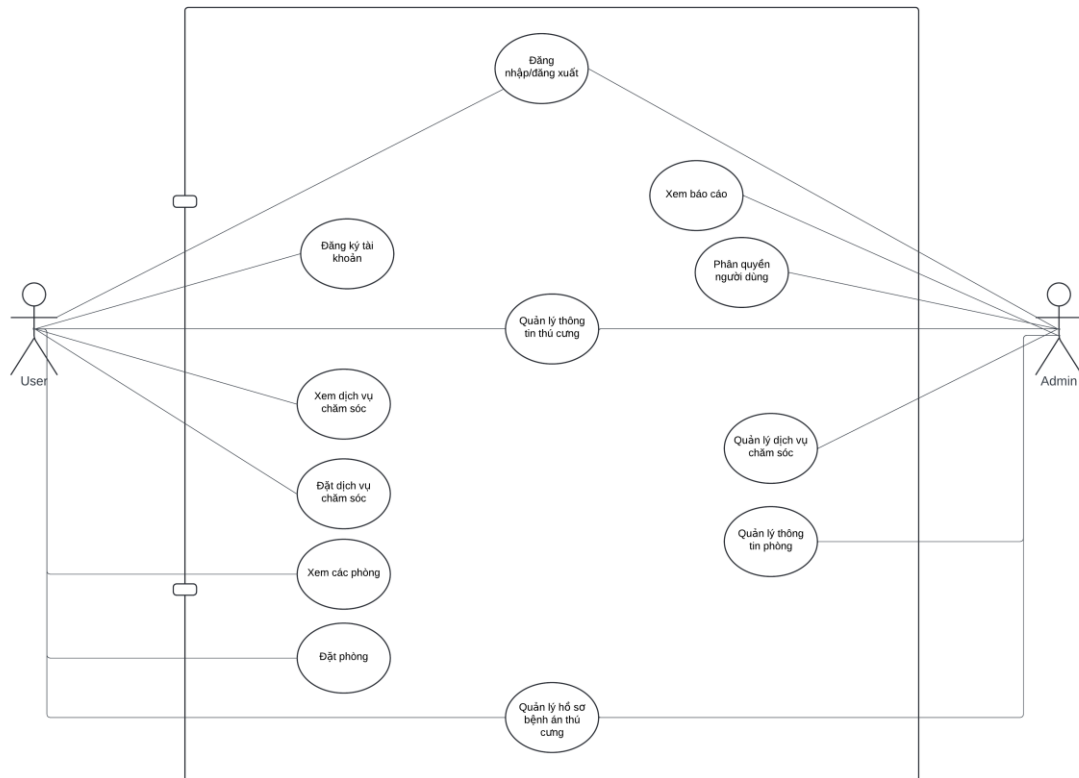 Đăng
nhập/đăng xuất
Xem báo cáo
Đăng ký tài
khoản
Phân quyền
người dùng
Quản lý thông
tin thú cưng
User
Admin
Xem dịch vụ
chăm sóc
Quản lý dịch vụ
chăm sóc
Đặt dịch vụ
chăm sóc
Quản lý thông
tin phòng
Xem các phòng
Đặt phòng
Quản lý hồ sơ
bệnh án thú
cưng